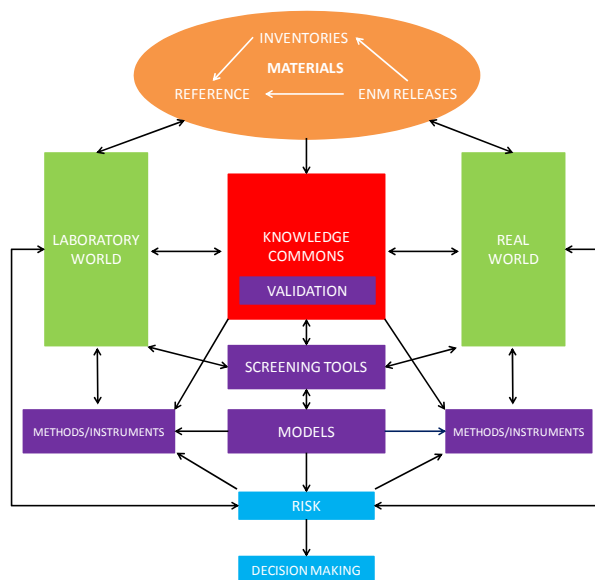 INVENTORIES
MATERIALS
REFERENCE
ENM RELEASES
LABORATORY
WORLD
KNOWLEDGE
COMMONS
VALIDATION
REAL
WORLD
SCREENING TOOLS
METHODS/INSTRUMENTS
MODELS
METHODS/INSTRUMENTS
RISK
DECISION MAKING